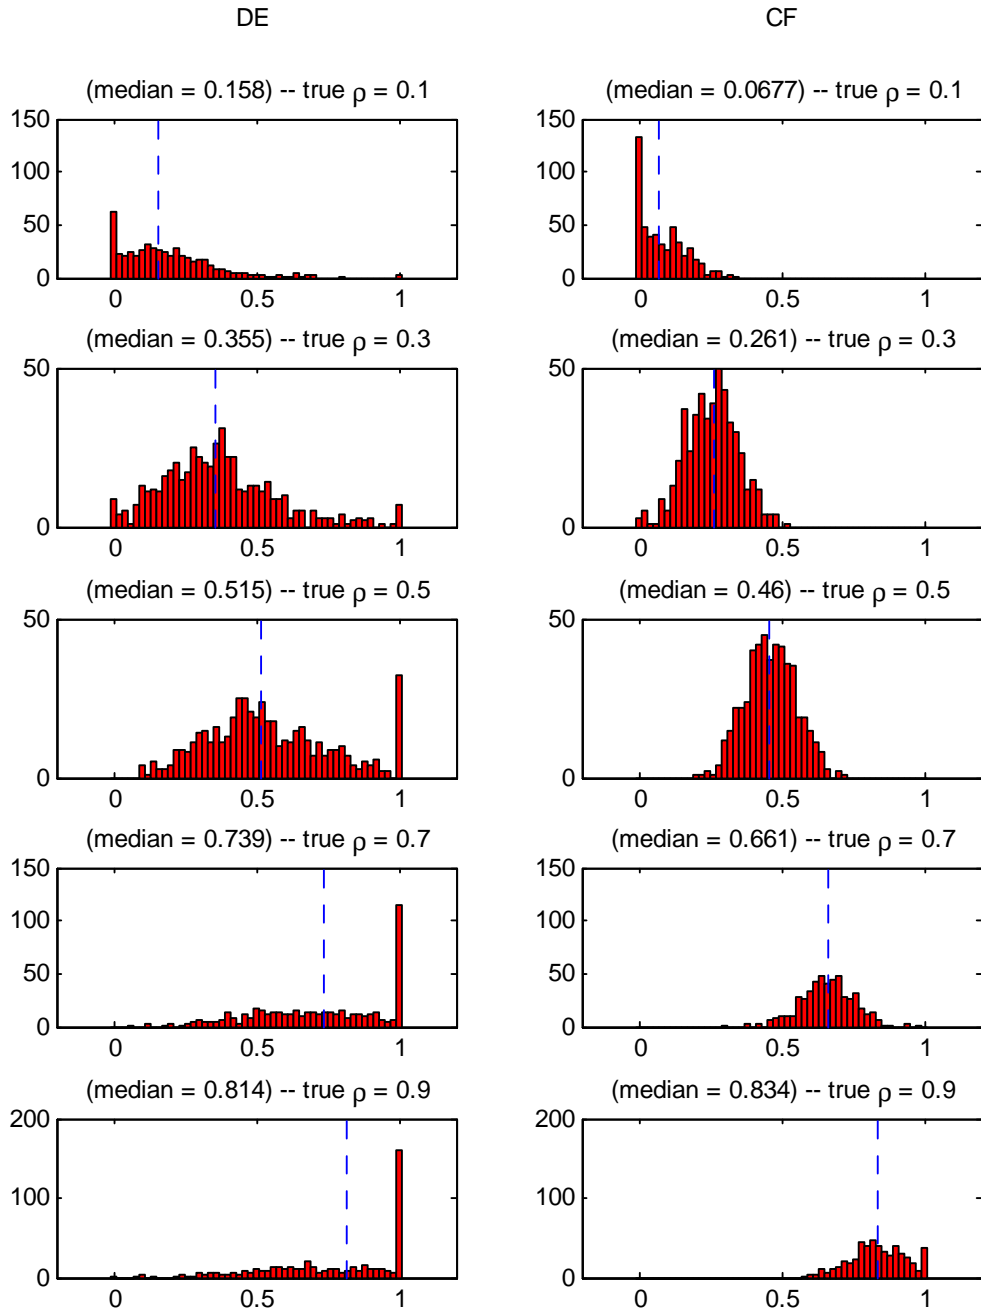 DE
CF
(median = 0.158) -- true ρ = 0.1
(median = 0.0677) -- true ρ = 0.1
150
100
50
0
0 0.5 1
150
100
50
0
0 0.5 1
(median = 0.355) -- true ρ = 0.3
(median = 0.261) -- true ρ = 0.3
50
0
0 0.5 1
50
0
0 0.5 1
(median = 0.515) -- true ρ = 0.5
(median = 0.46) -- true ρ = 0.5
50
0
0 0.5 1
50
0
0 0.5 1
(median = 0.739) -- true ρ = 0.7
(median = 0.661) -- true ρ = 0.7
150
100
50
0
0 0.5 1
150
100
50
0
0 0.5 1
(median = 0.814) -- true ρ = 0.9
(median = 0.834) -- true ρ = 0.9
200
100
0
0 0.5 1
200
100
0
0 0.5 1